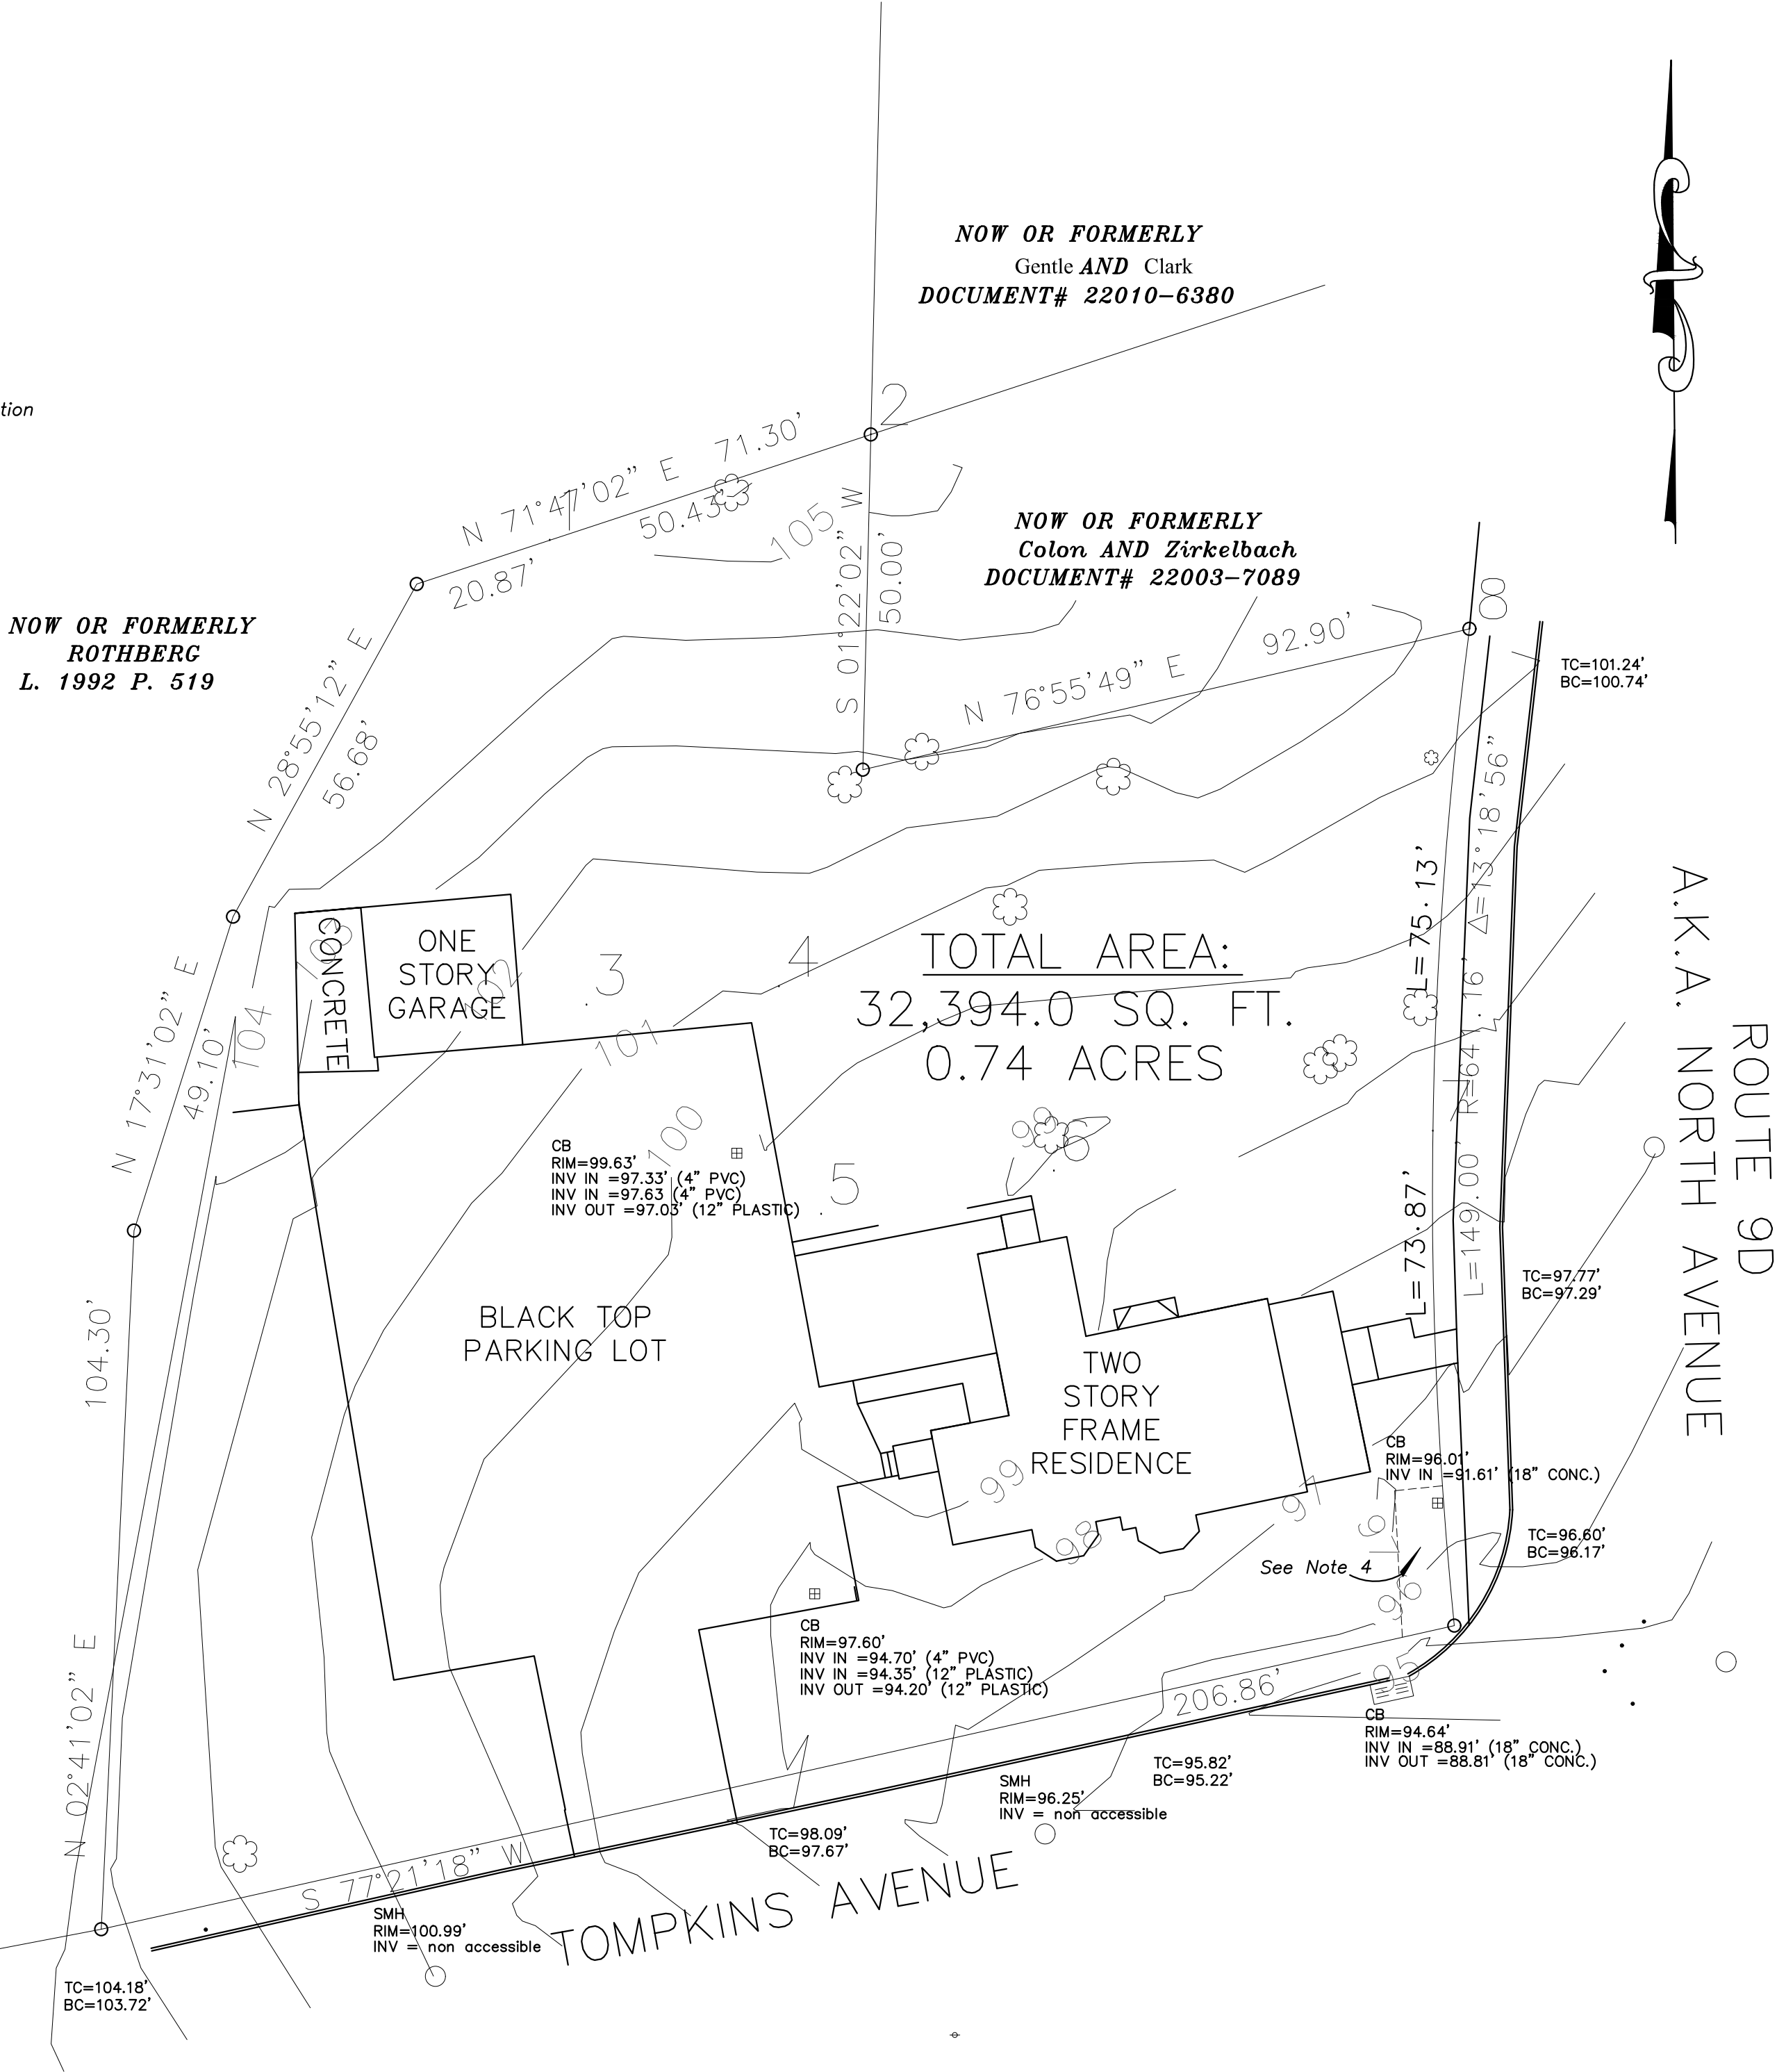 NOW OR FORMERLY
Gentle AND Clark
DOCUMENT# 22010-6380
tion
2
N 71°47'02" E 71.30'
50.43'
20.87'
105
S 01°22'02" W
50.00'
NOW OR FORMERLY
Colon AND Zirkelbach
DOCUMENT# 22003-7089
N 76°55'49" E 92.90'
8
NOW OR FORMERLY
ROTHBERG
L. 1992 P. 519
N 28°55'12" E
56.68'
TC=101.24'
BC=100.74'
L=75.13'
L=73.87'
L=149.00' R=641.16' Δ=13°18'56"
A.K.A. NORTH AVENUE
ROUTE 9D
N 17°31'02" E
49.10'
104
CONCRETE
103
ONE
STORY
GARAGE
102
.3
4
101
TOTAL AREA:
32,394.0 SQ. FT.
0.74 ACRES
100
CB
RIM=99.63'
INV IN =97.33' (4" PVC)
INV IN =97.63 (4" PVC)
INV OUT =97.03' (12" PLASTIC)
5
98
6
BLACK TOP
PARKING LOT
TWO
STORY
FRAME
RESIDENCE
99
98
97
TC=97.77'
BC=97.29'
CB
RIM=96.01'
INV IN =91.61' (18" CONC.)
TC=96.60'
BC=96.17'
See Note 4
96
95
104.30'
N 02°41'02" E
CB
RIM=97.60'
INV IN =94.70' (4" PVC)
INV IN =94.35' (12" PLASTIC)
INV OUT =94.20' (12" PLASTIC)
206.86'
S 77°21'18" W
CB
RIM=94.64'
INV IN =88.91' (18" CONC.)
INV OUT =88.81' (18" CONC.)
TC=95.82'
BC=95.22'
SMH
RIM=96.25'
INV = non accessible
TC=98.09'
BC=97.67'
TOMPKINS AVENUE
SMH
RIM=100.99'
INV = non accessible
TC=104.18'
BC=103.72'